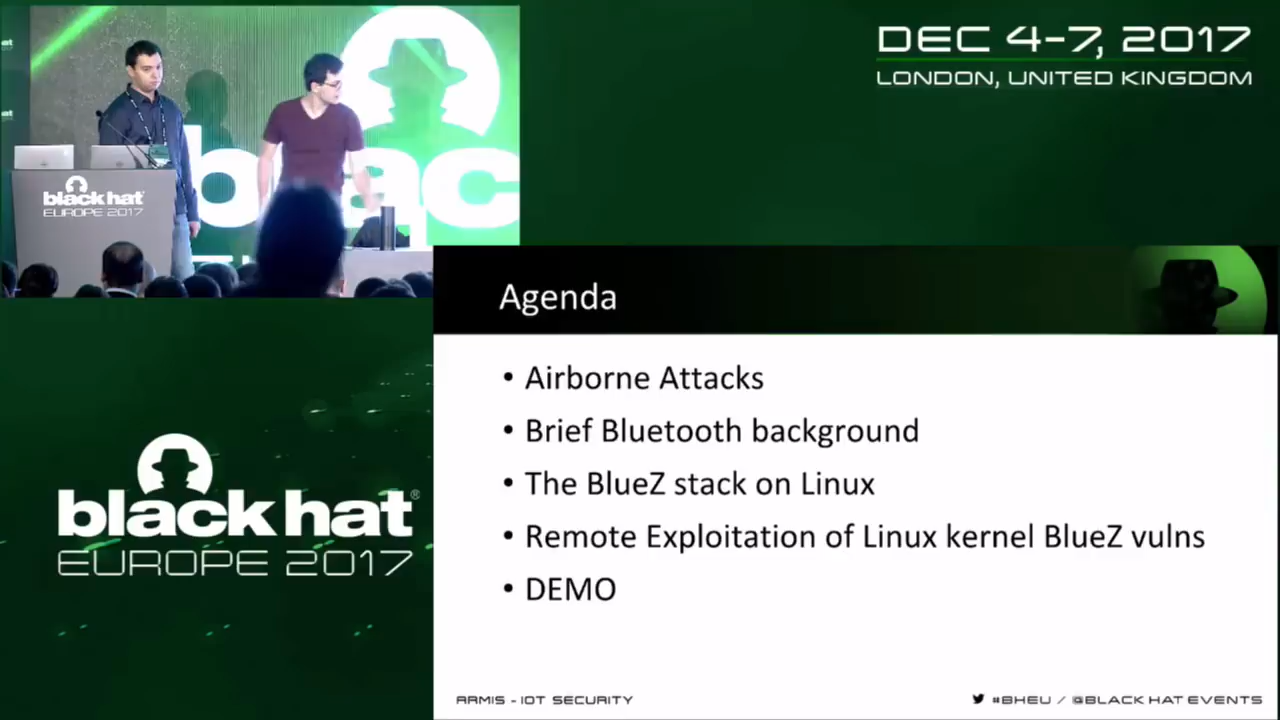 DEC 4-7, 2017
LONDON, UNITED KINGDOM
black hat
EUROPE 2017
Agenda
• Airborne Attacks
• Brief Bluetooth background
• The BlueZ stack on Linux
• Remote Exploitation of Linux kernel BlueZ vulns
• DEMO
black hat®
EUROPE 2017
ARMIS - IOT SECURITY
#BHEU / @BLACK HAT EVENTS